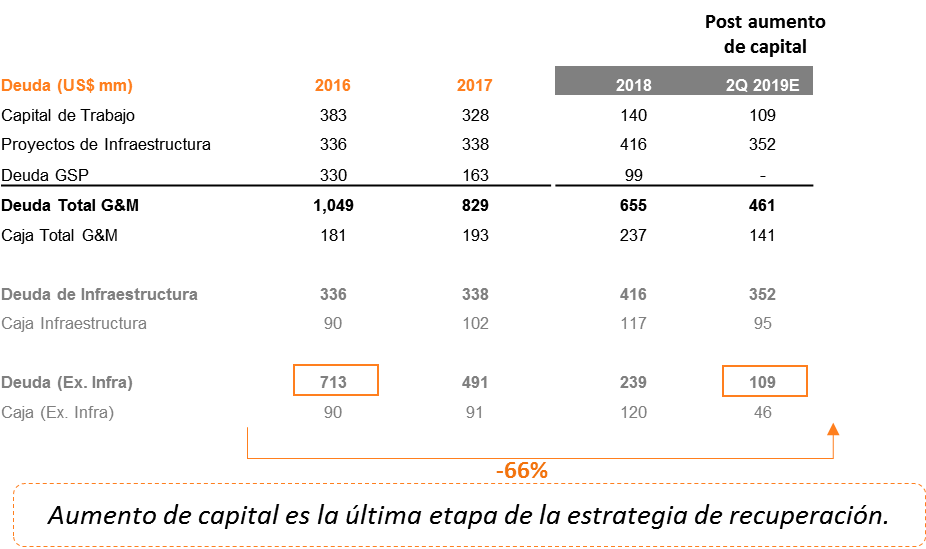 Post aumento
de capital
Deuda (US$ mm) 2016 2017 2018 2Q 2019E
Capital de Trabajo 383 328 140 109
Proyectos de Infraestructura 336 338 416 352
Deuda GSP 330 163 99 -
Deuda Total G&M 1,049 829 655 461
Caja Total G&M 181 193 237 141
Deuda de Infraestructura 336 338 416 352
Caja Infraestructura 90 102 117 95
Deuda (Ex. Infra) 713 491 239 109
Caja (Ex. Infra) 90 91 120 46
-66%
Aumento de capital es la última etapa de la estrategia de recuperación.